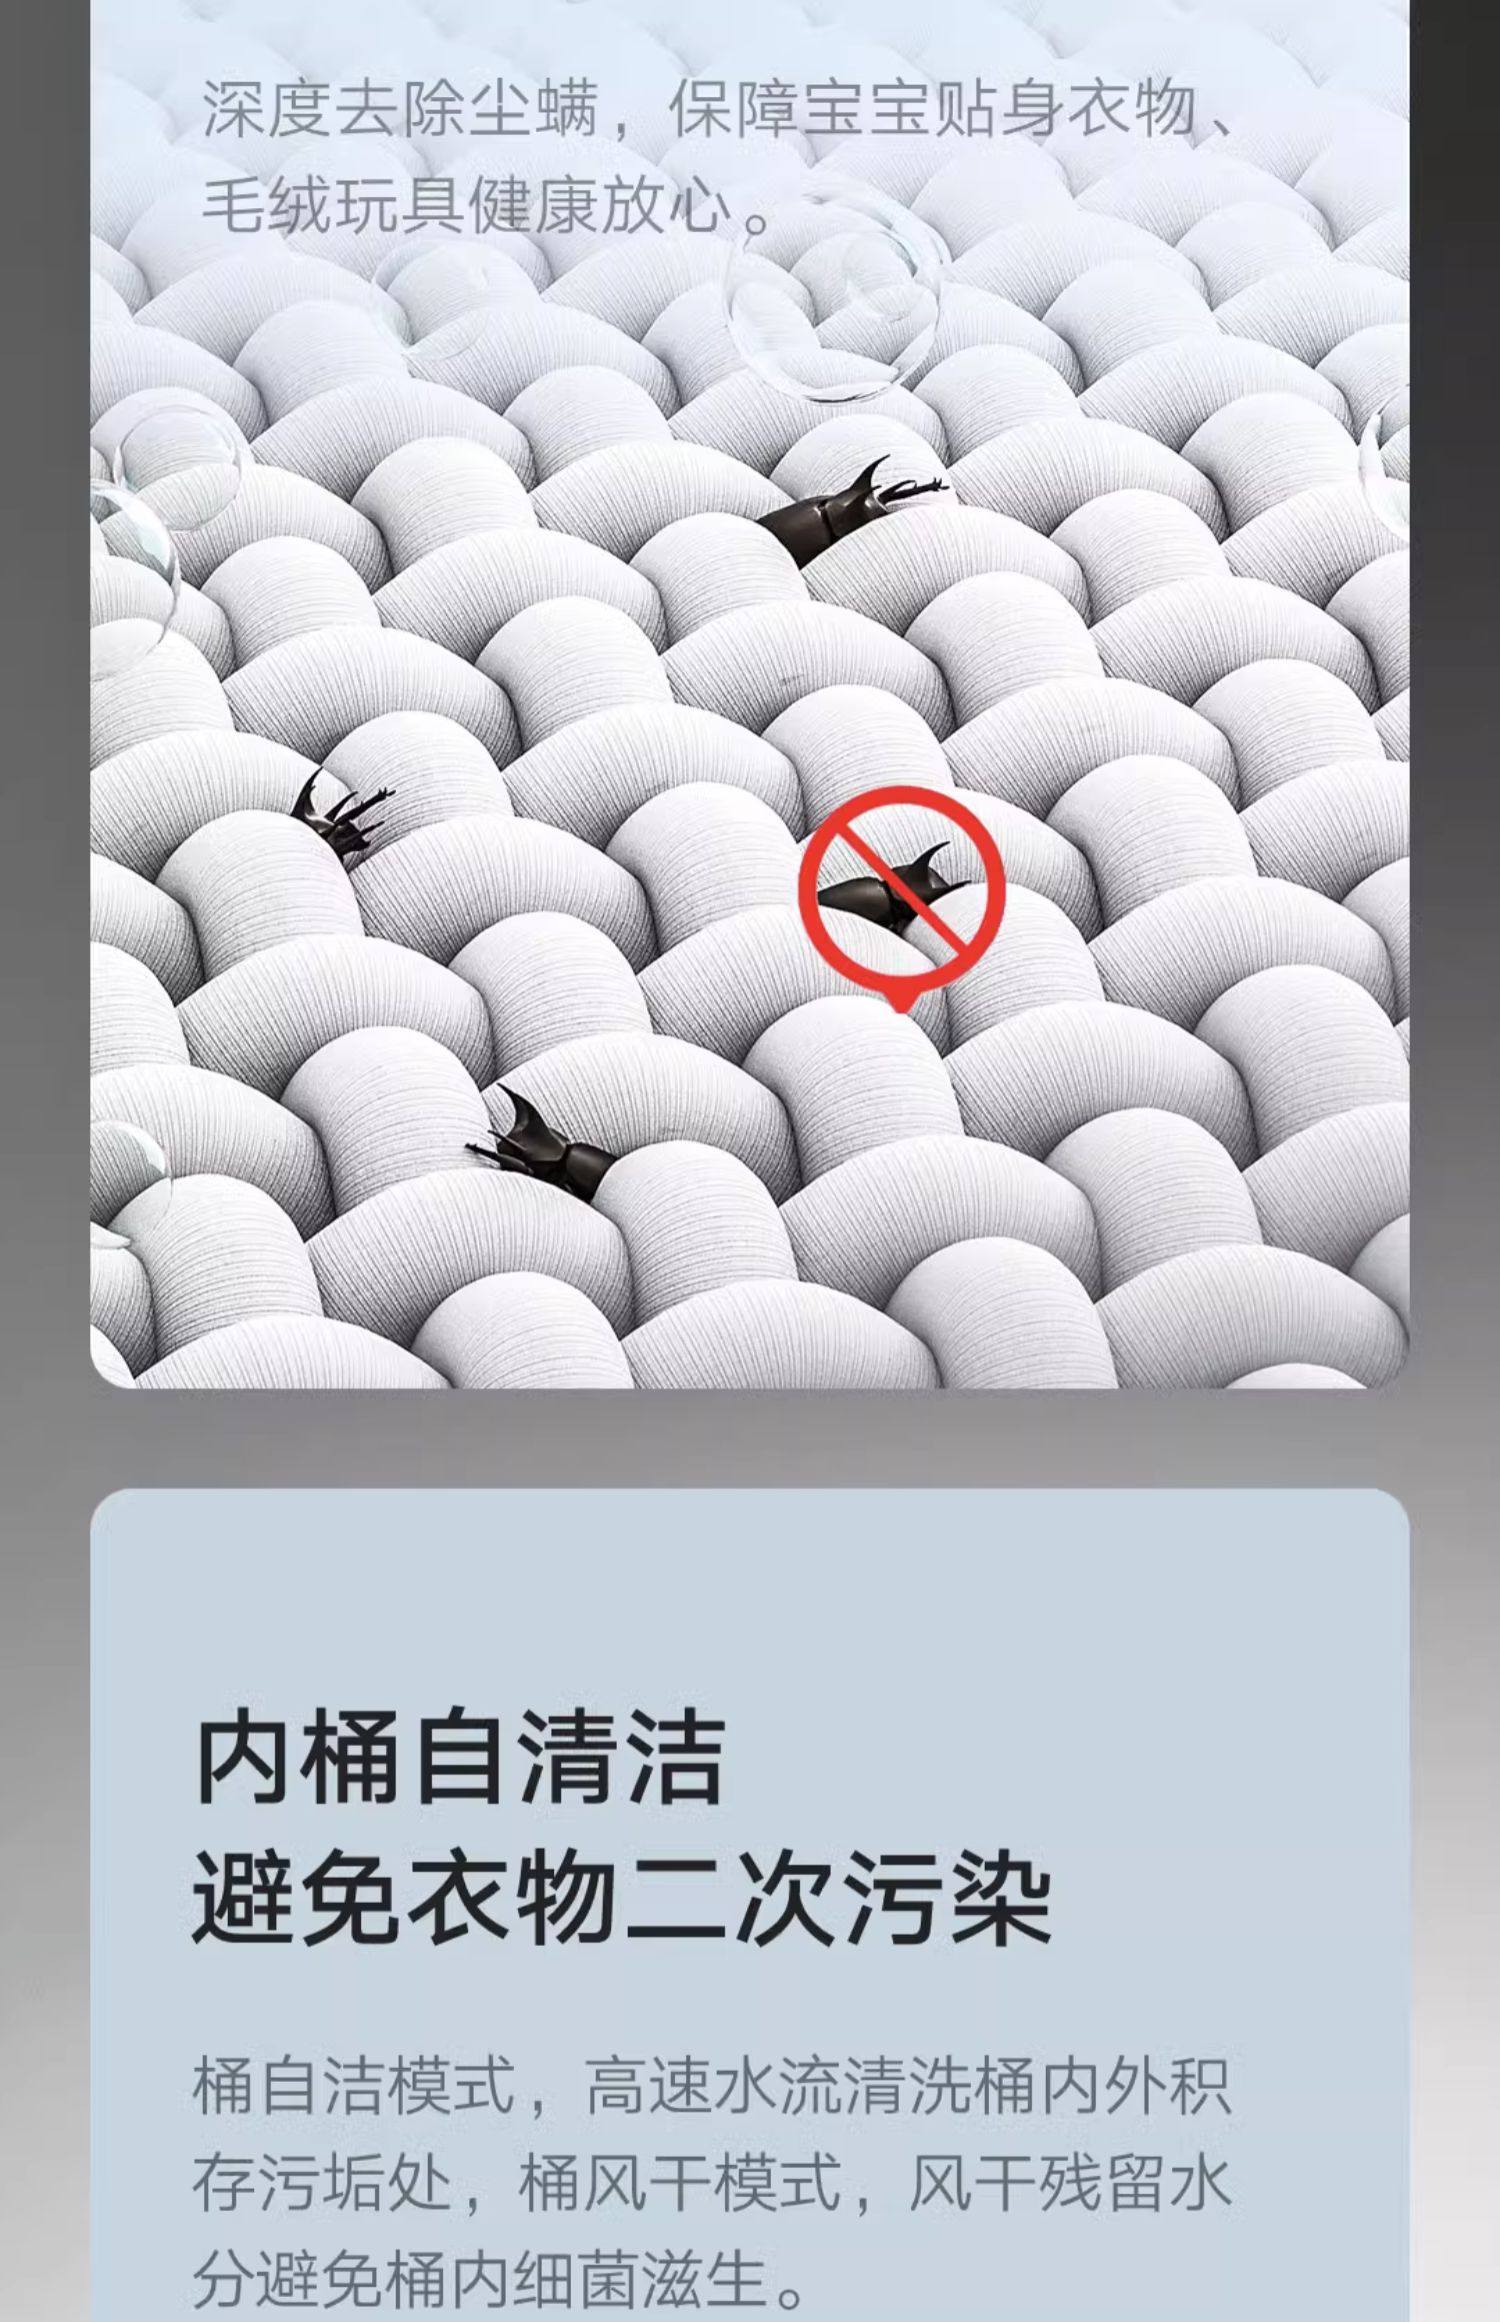 深度去除尘螨，保障宝宝贴身衣物、
毛绒玩具健康放心。
内桶自清洁
避免衣物二次污染
桶自洁模式，高速水流清洗桶内外积
存污垢处，桶风干模式，风干残留水
分避免桶内细菌滋生。